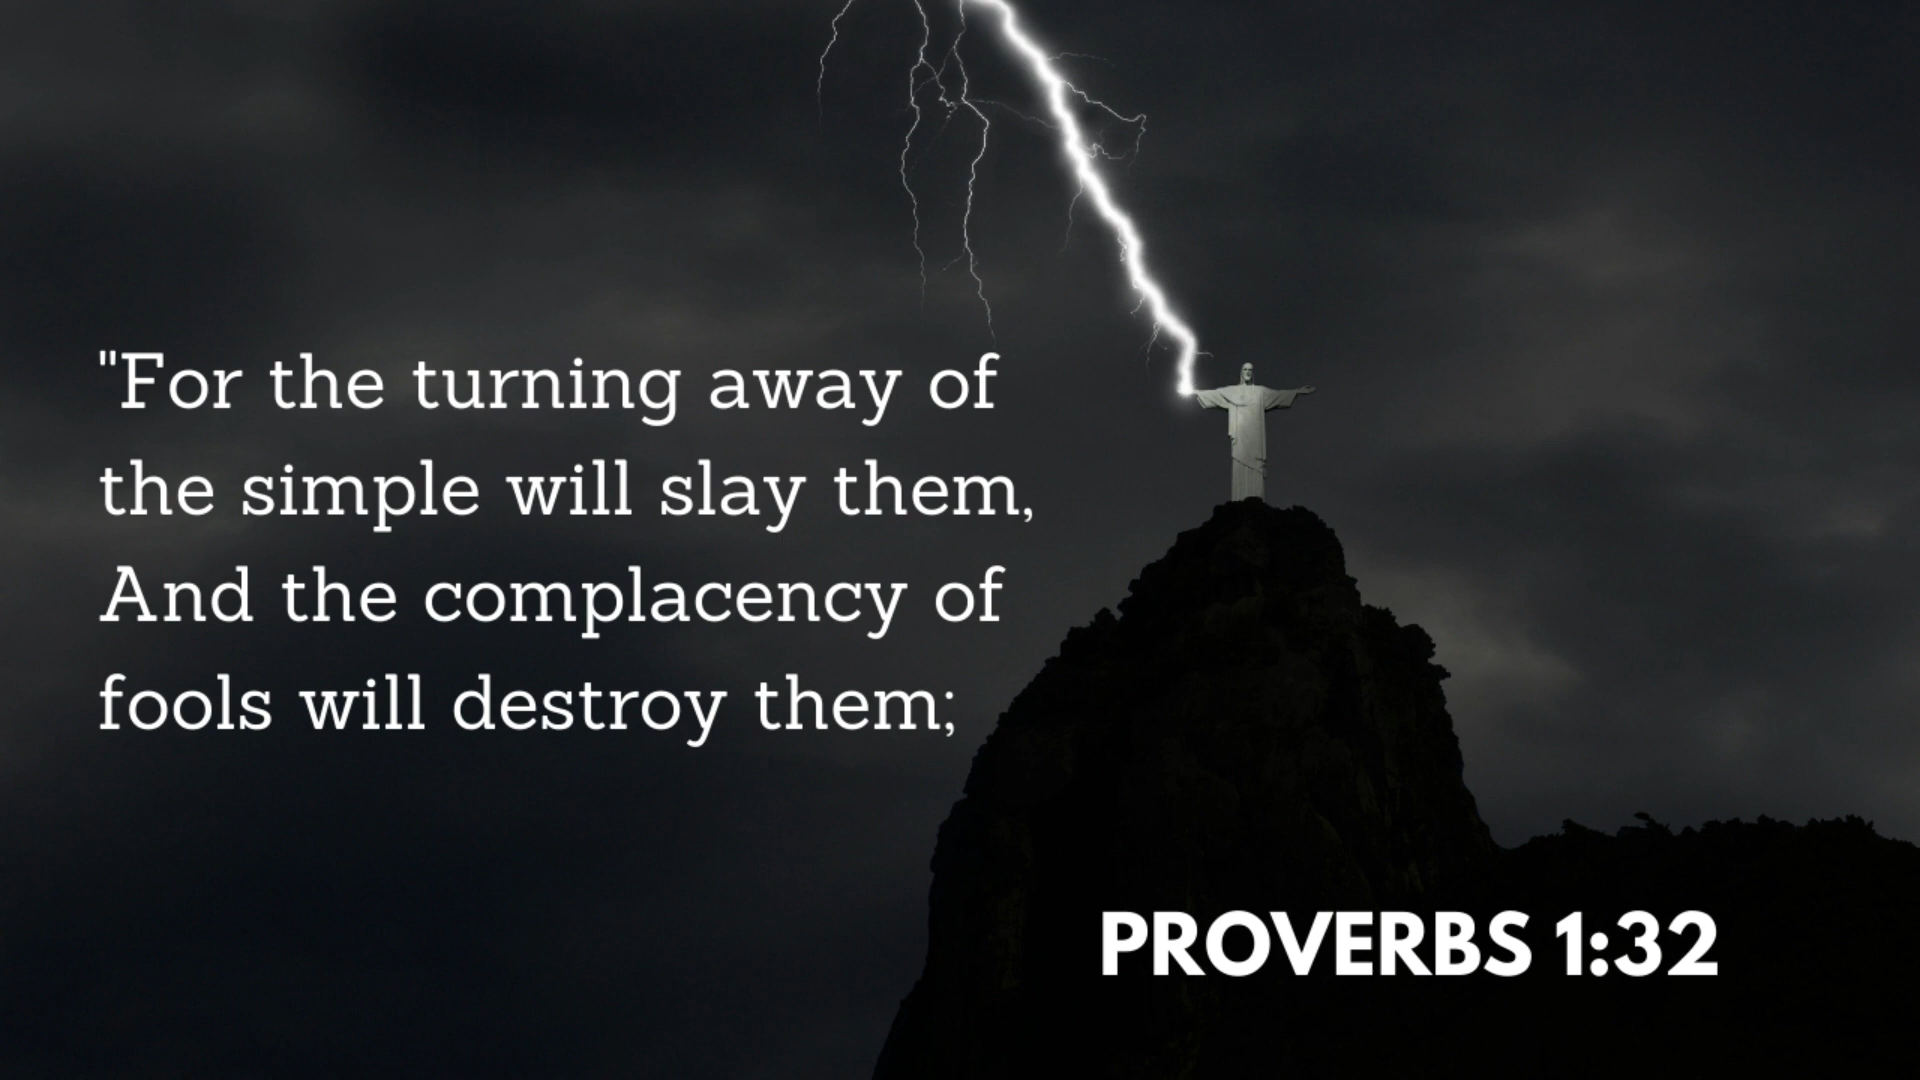 "For the turning away of
the simple will slay them,
And the complacency of
fools will destroy them;
PROVERBS 1:32